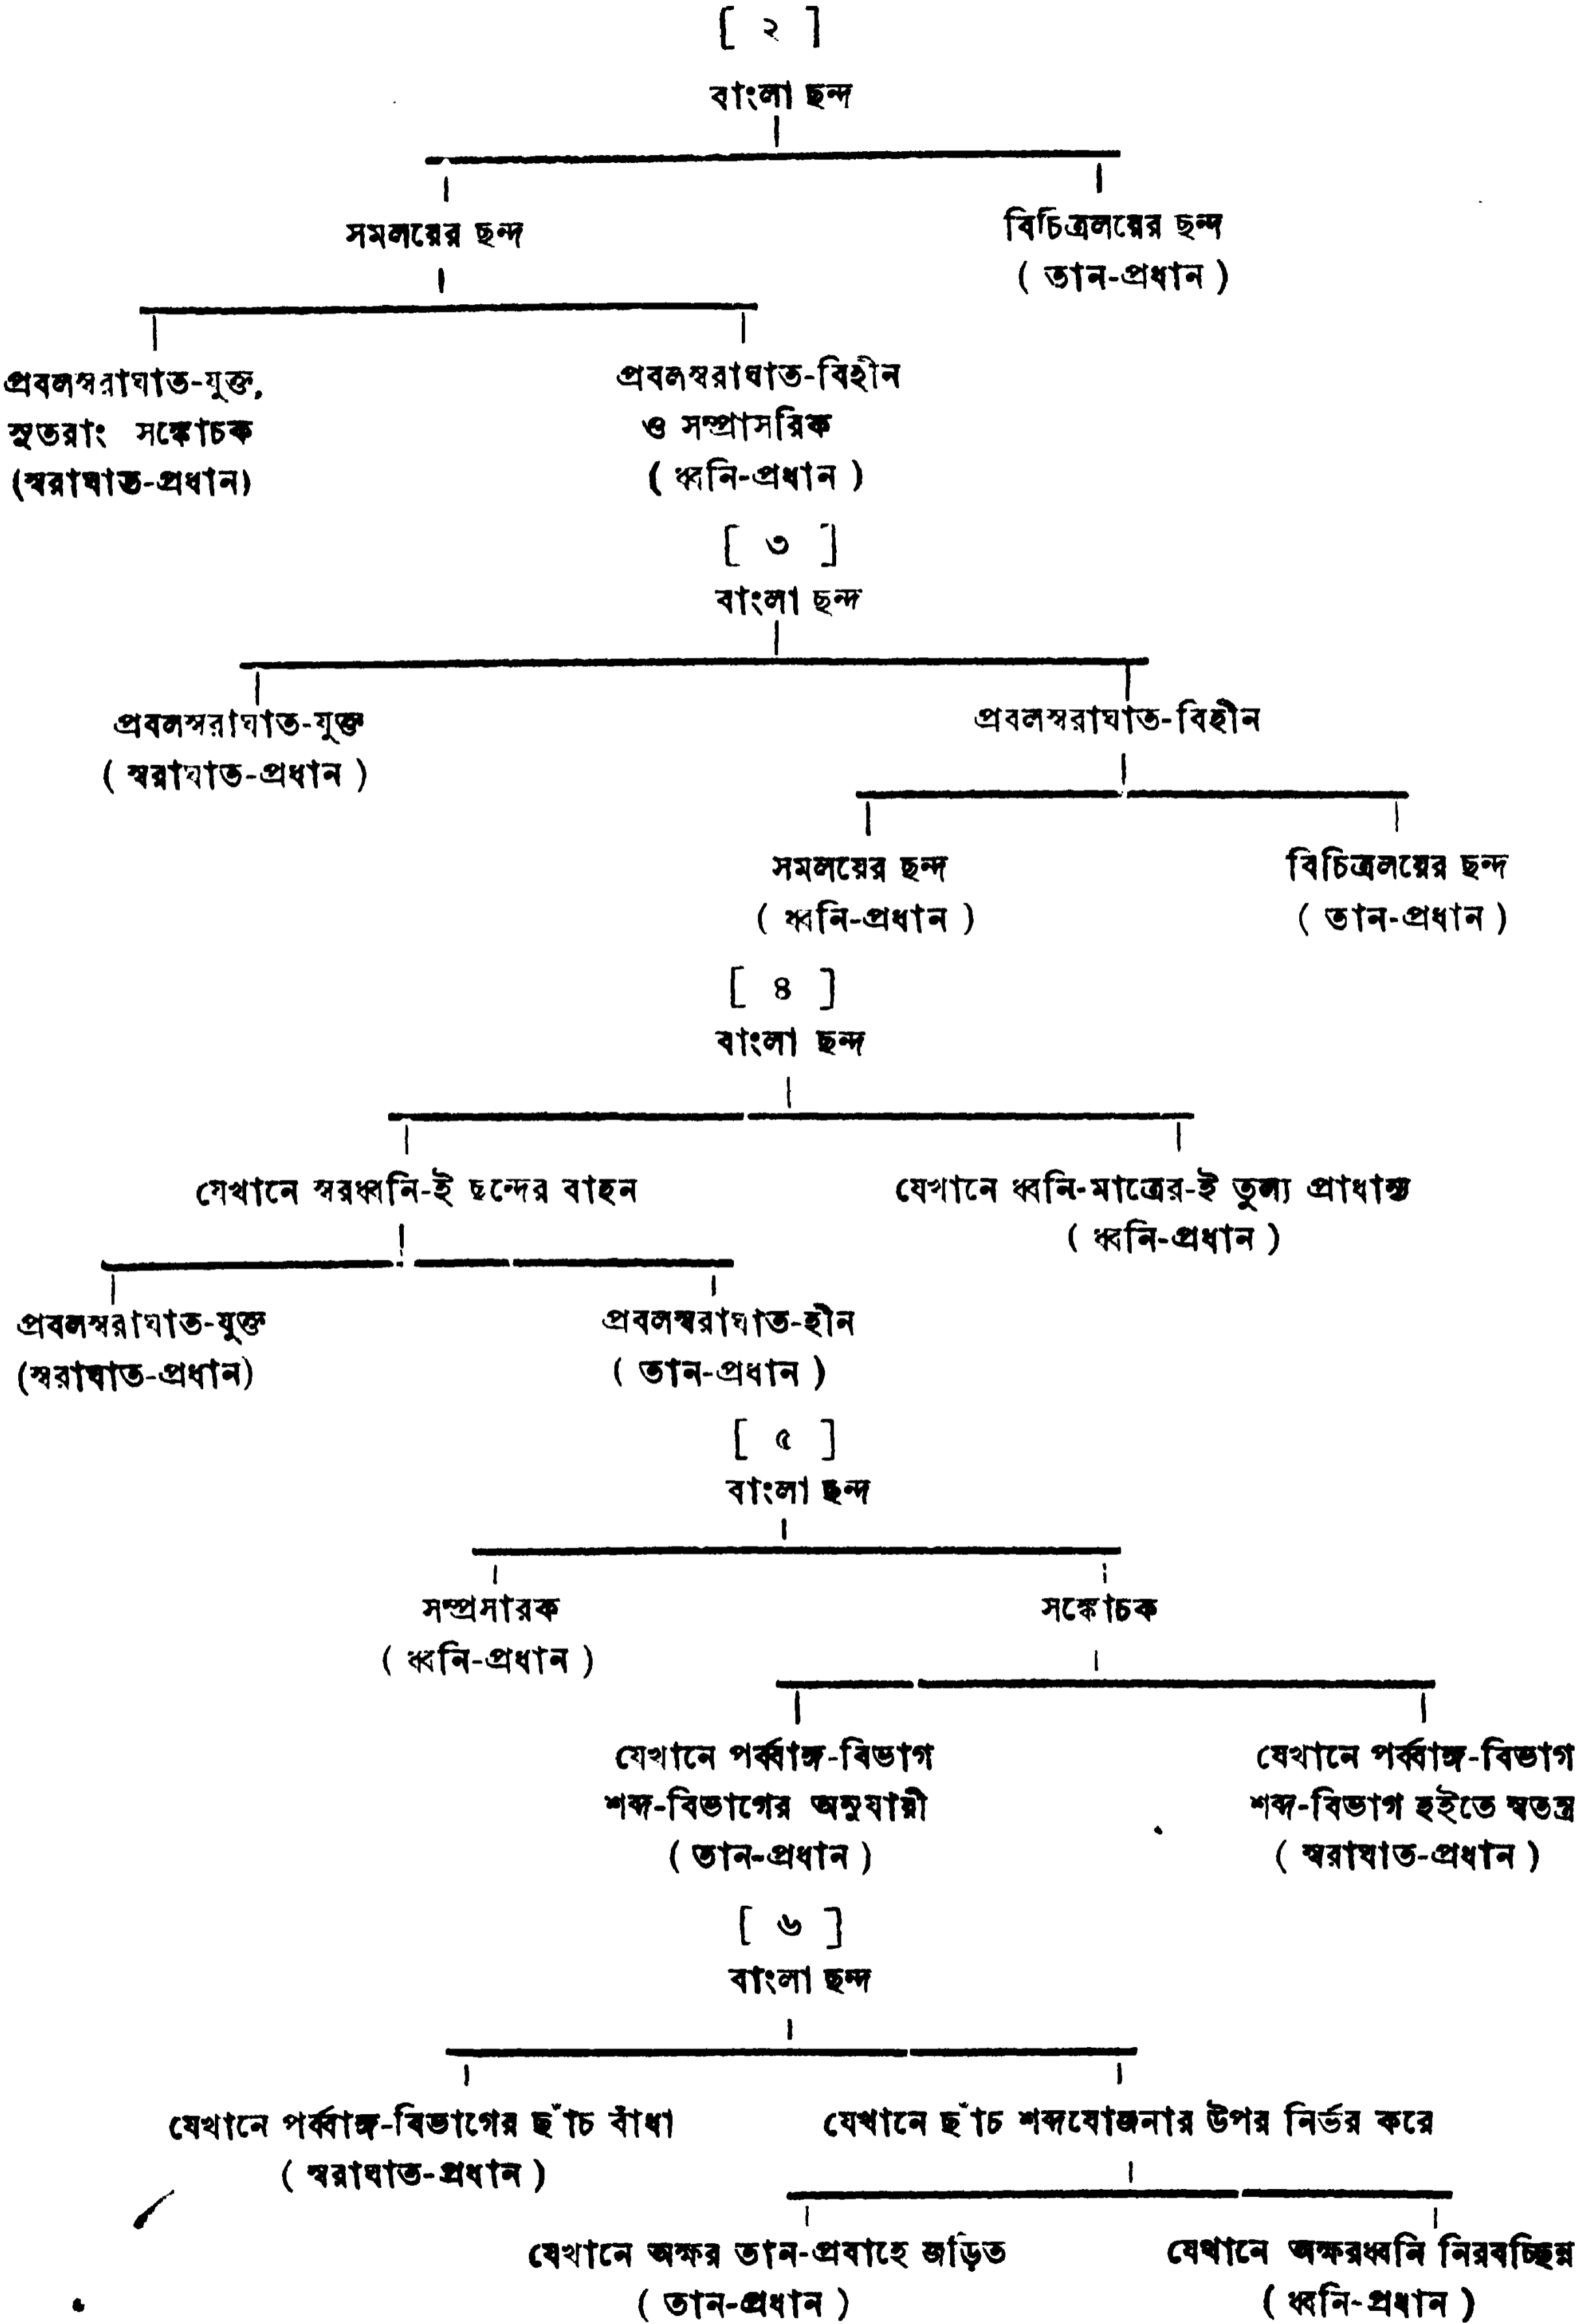 [ ২ ]
বাংলা ছন্দ
সমলয়ের ছন্দ
বিচিত্রলয়ের ছন্দ
( তান-প্রধান )
প্রবলস্বরাঘাত-যুক্ত,
সুতরাং সঙ্কোচক
(স্বরাঘাত-প্রধান)
প্রবলস্বরাঘাত-বিহীন
ও সম্প্রাসরিক
( ধ্বনি-প্রধান )
[ ৩ ]
বাংলা ছন্দ
প্রবলস্বরাঘাত-যুক্ত
( স্বরাঘাত-প্রধান )
প্রবলস্বরাঘাত-বিহীন
সমলয়ের ছন্দ
( ধ্বনি-প্রধান )
বিচিত্রলয়ের ছন্দ
( তান-প্রধান )
[ ৪ ]
বাংলা ছন্দ
যেখানে স্বরধ্বনি-ই ছন্দের বাহন
যেখানে ধ্বনি-মাত্রের-ই তুল্য প্রাধান্য
( ধ্বনি-প্রধান )
প্রবলস্বরাঘাত-যুক্ত
(স্বরাঘাত-প্রধান)
প্রবলস্বরাঘাত-হীন
( তান-প্রধান )
[ ৫ ]
বাংলা ছন্দ
সম্প্রসারক
( ধ্বনি-প্রধান )
সঙ্কোচক
যেখানে পর্ব্বাঙ্গ-বিভাগ
শব্দ-বিভাগের অনুযায়ী
( তান-প্রধান )
যেখানে পর্ব্বাঙ্গ-বিভাগ
শব্দ-বিভাগ হইতে স্বতন্ত্র
( স্বরাঘাত-প্রধান )
[ ৬ ]
বাংলা ছন্দ
যেখানে পর্ব্বাঙ্গ-বিভাগের ছাঁচ বাঁধা
( স্বরাঘাত-প্রধান )
যেখানে ছাঁচ শব্দযোজনার উপর নির্ভর করে
যেখানে অক্ষর তান-প্রবাহে জড়িত
( তান-প্রধান )
যেখানে অক্ষরধ্বনি নিরবচ্ছিন্ন
( ধ্বনি-প্রধান )